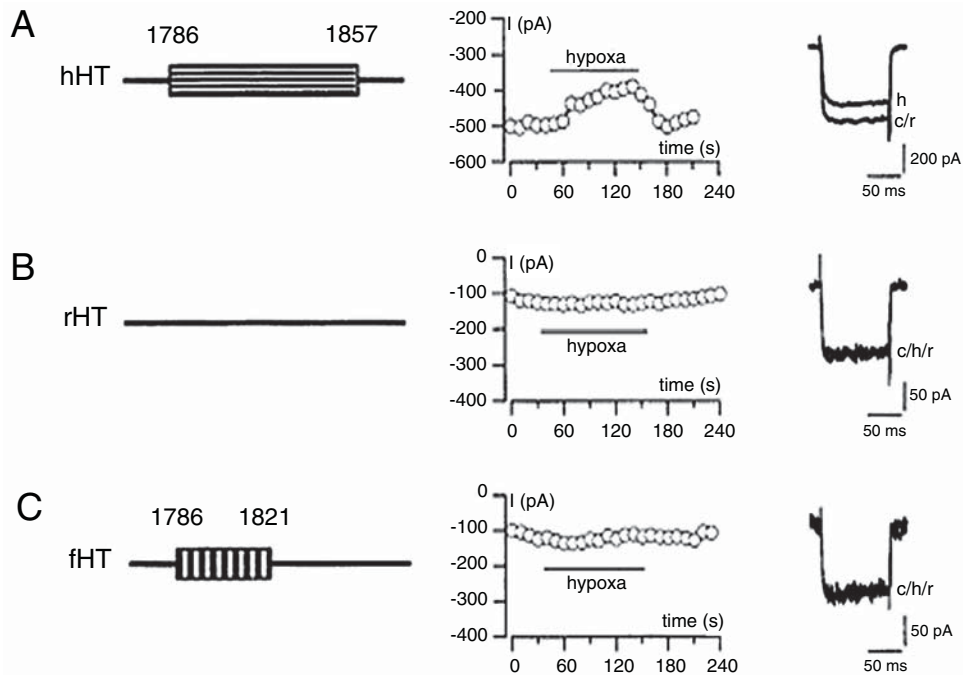 A
hHT
1786 1857
I (pA)
-200
-300
-400
-500
-600
hypoxa
time (s)
0 60 120 180 240
h
c/r
200 pA
50 ms
B
rHT
I (pA)
0
-100
-200
-300
-400
hypoxa
time (s)
0 60 120 180 240
c/h/r
50 pA
50 ms
C
fHT
1786 1821
I (pA)
0
-100
-200
-300
-400
hypoxa
time (s)
0 60 120 180 240
c/h/r
50 pA
50 ms